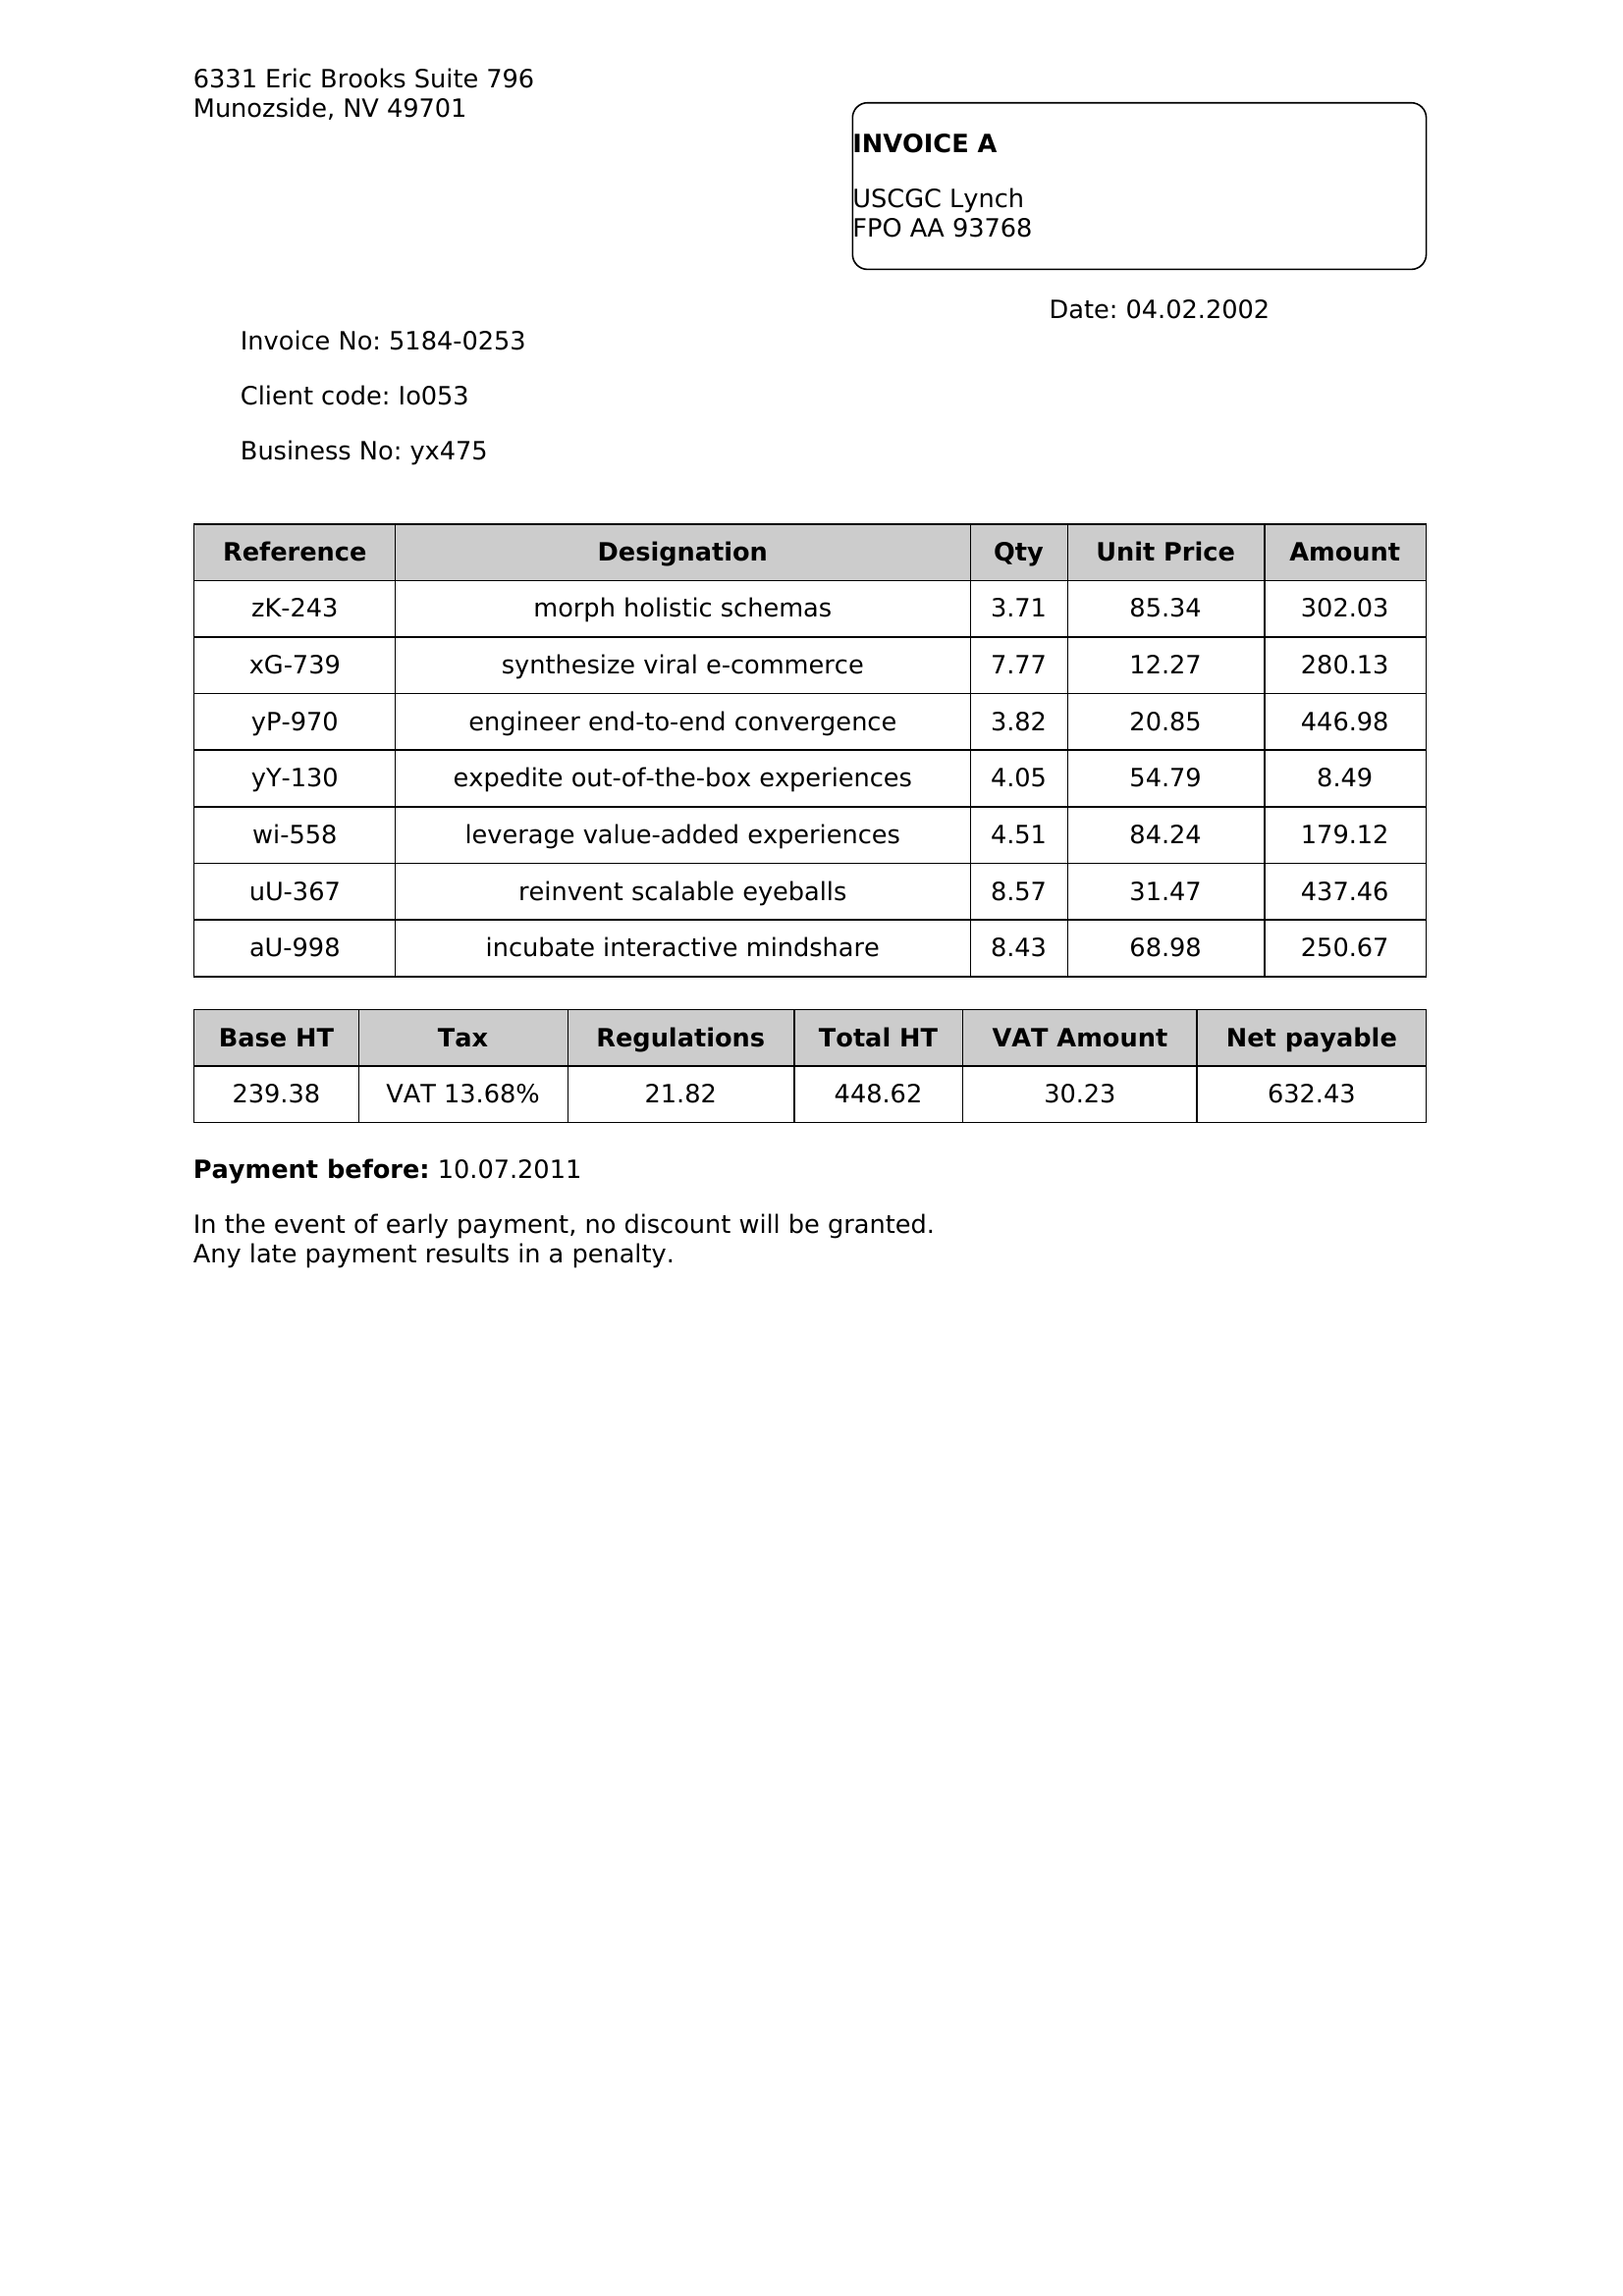 6331 Eric Brooks Suite 796
Munozside, NV 49701
INVOICE A
USCGC Lynch
FPO AA 93768
Date: 04.02.2002
Invoice No: 5184-0253
Client code: Io053
Business No: yx475
Reference Designation Qty Unit Price Amount
zK-243 morph holistic schemas 3.71 85.34 302.03
xG-739 synthesize viral e-commerce 7.77 12.27 280.13
yP-970 engineer end-to-end convergence 3.82 20.85 446.98
yY-130 expedite out-of-the-box experiences 4.05 54.79 8.49
wi-558 leverage value-added experiences 4.51 84.24 179.12
uU-367 reinvent scalable eyeballs 8.57 31.47 437.46
aU-998 incubate interactive mindshare 8.43 68.98 250.67
Base HT Tax Regulations Total HT VAT Amount Net payable
239.38 VAT 13.68% 21.82 448.62 30.23 632.43
Payment before: 10.07.2011
In the event of early payment, no discount will be granted.
Any late payment results in a penalty.